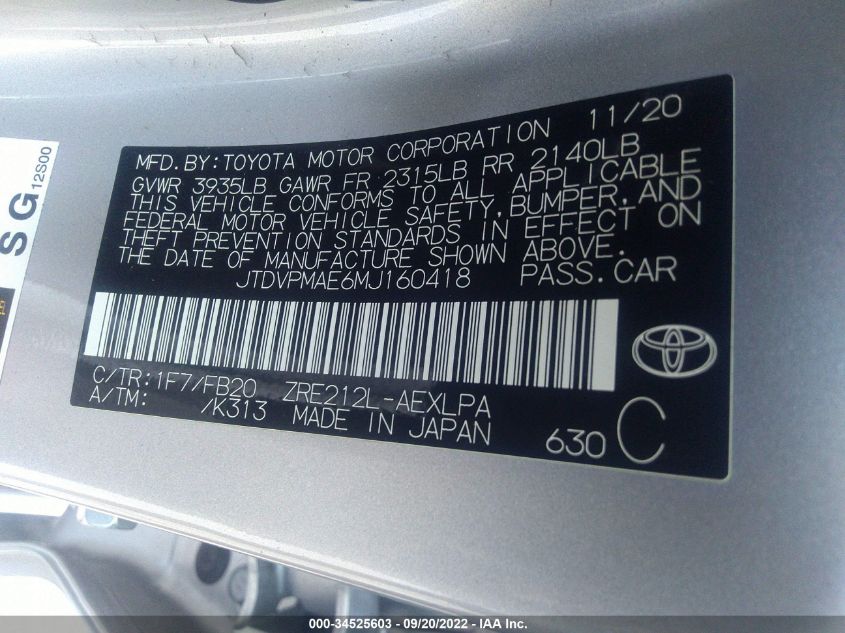 SG
12S00
MFD.BY:TOYOTA MOTOR CORPORATION 11/20
GVWR 3935LB GAWR FR 2315LB RR 2140LB
THIS VEHICLE CONFORMS TO ALL APPLICABLE
FEDERAL MOTOR VEHICLE SAFETY,BUMPER,AND
THEFT PREVENTION STANDARDS IN EFFECT ON
THE DATE OF MANUFACTURE SHOWN ABOVE.
JTDVPMAE6MJ160418 PASS.CAR
C/TR:1F7/FB20 ZRE212L-AEXLPA
A/TM: /K313 MADE IN JAPAN
630 C
000-34525603 — 09/20/2022 — IAA Inc.